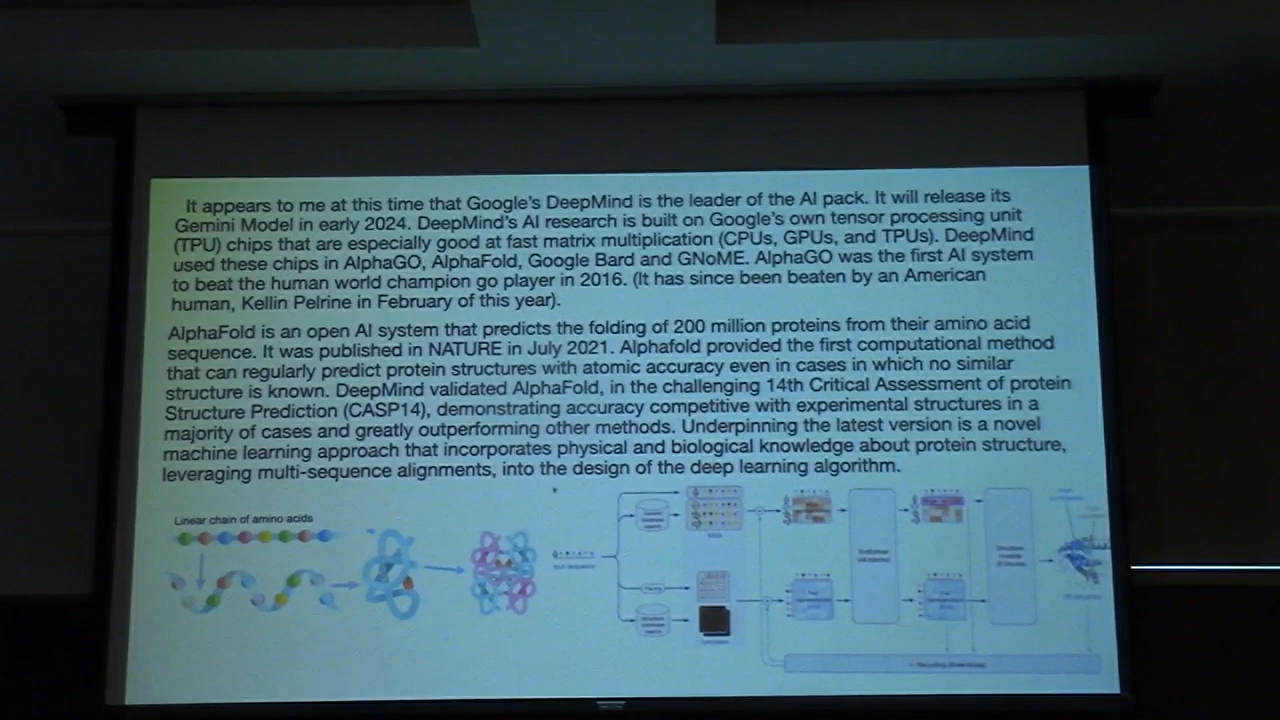 It appears to me at this time that Google's DeepMind is the leader of the AI pack. It will release its
Gemini Model in early 2024. DeepMind's AI research is built on Google's own tensor processing unit
(TPU) chips that are especially good at fast matrix multiplication (CPUs, GPUs, and TPUs). DeepMind
used these chips in AlphaGO, AlphaFold, Google Bard and GNoME. AlphaGO was the first AI system
to beat the human world champion go player in 2016. (It has since been beaten by an American
human, Kellin Pelrine in February of this year).
AlphaFold is an open AI system that predicts the folding of 200 million proteins from their amino acid
sequence. It was published in NATURE in July 2021. Alphafold provided the first computational method
that can regularly predict protein structures with atomic accuracy even in cases in which no similar
structure is known. DeepMind validated AlphaFold, in the challenging 14th Critical Assessment of protein
Structure Prediction (CASP14), demonstrating accuracy competitive with experimental structures in a
majority of cases and greatly outperforming other methods. Underpinning the latest version is a novel
machine learning approach that incorporates physical and biological knowledge about protein structure,
leveraging multi-sequence alignments, into the design of the deep learning algorithm.
Linear chain of amino acids